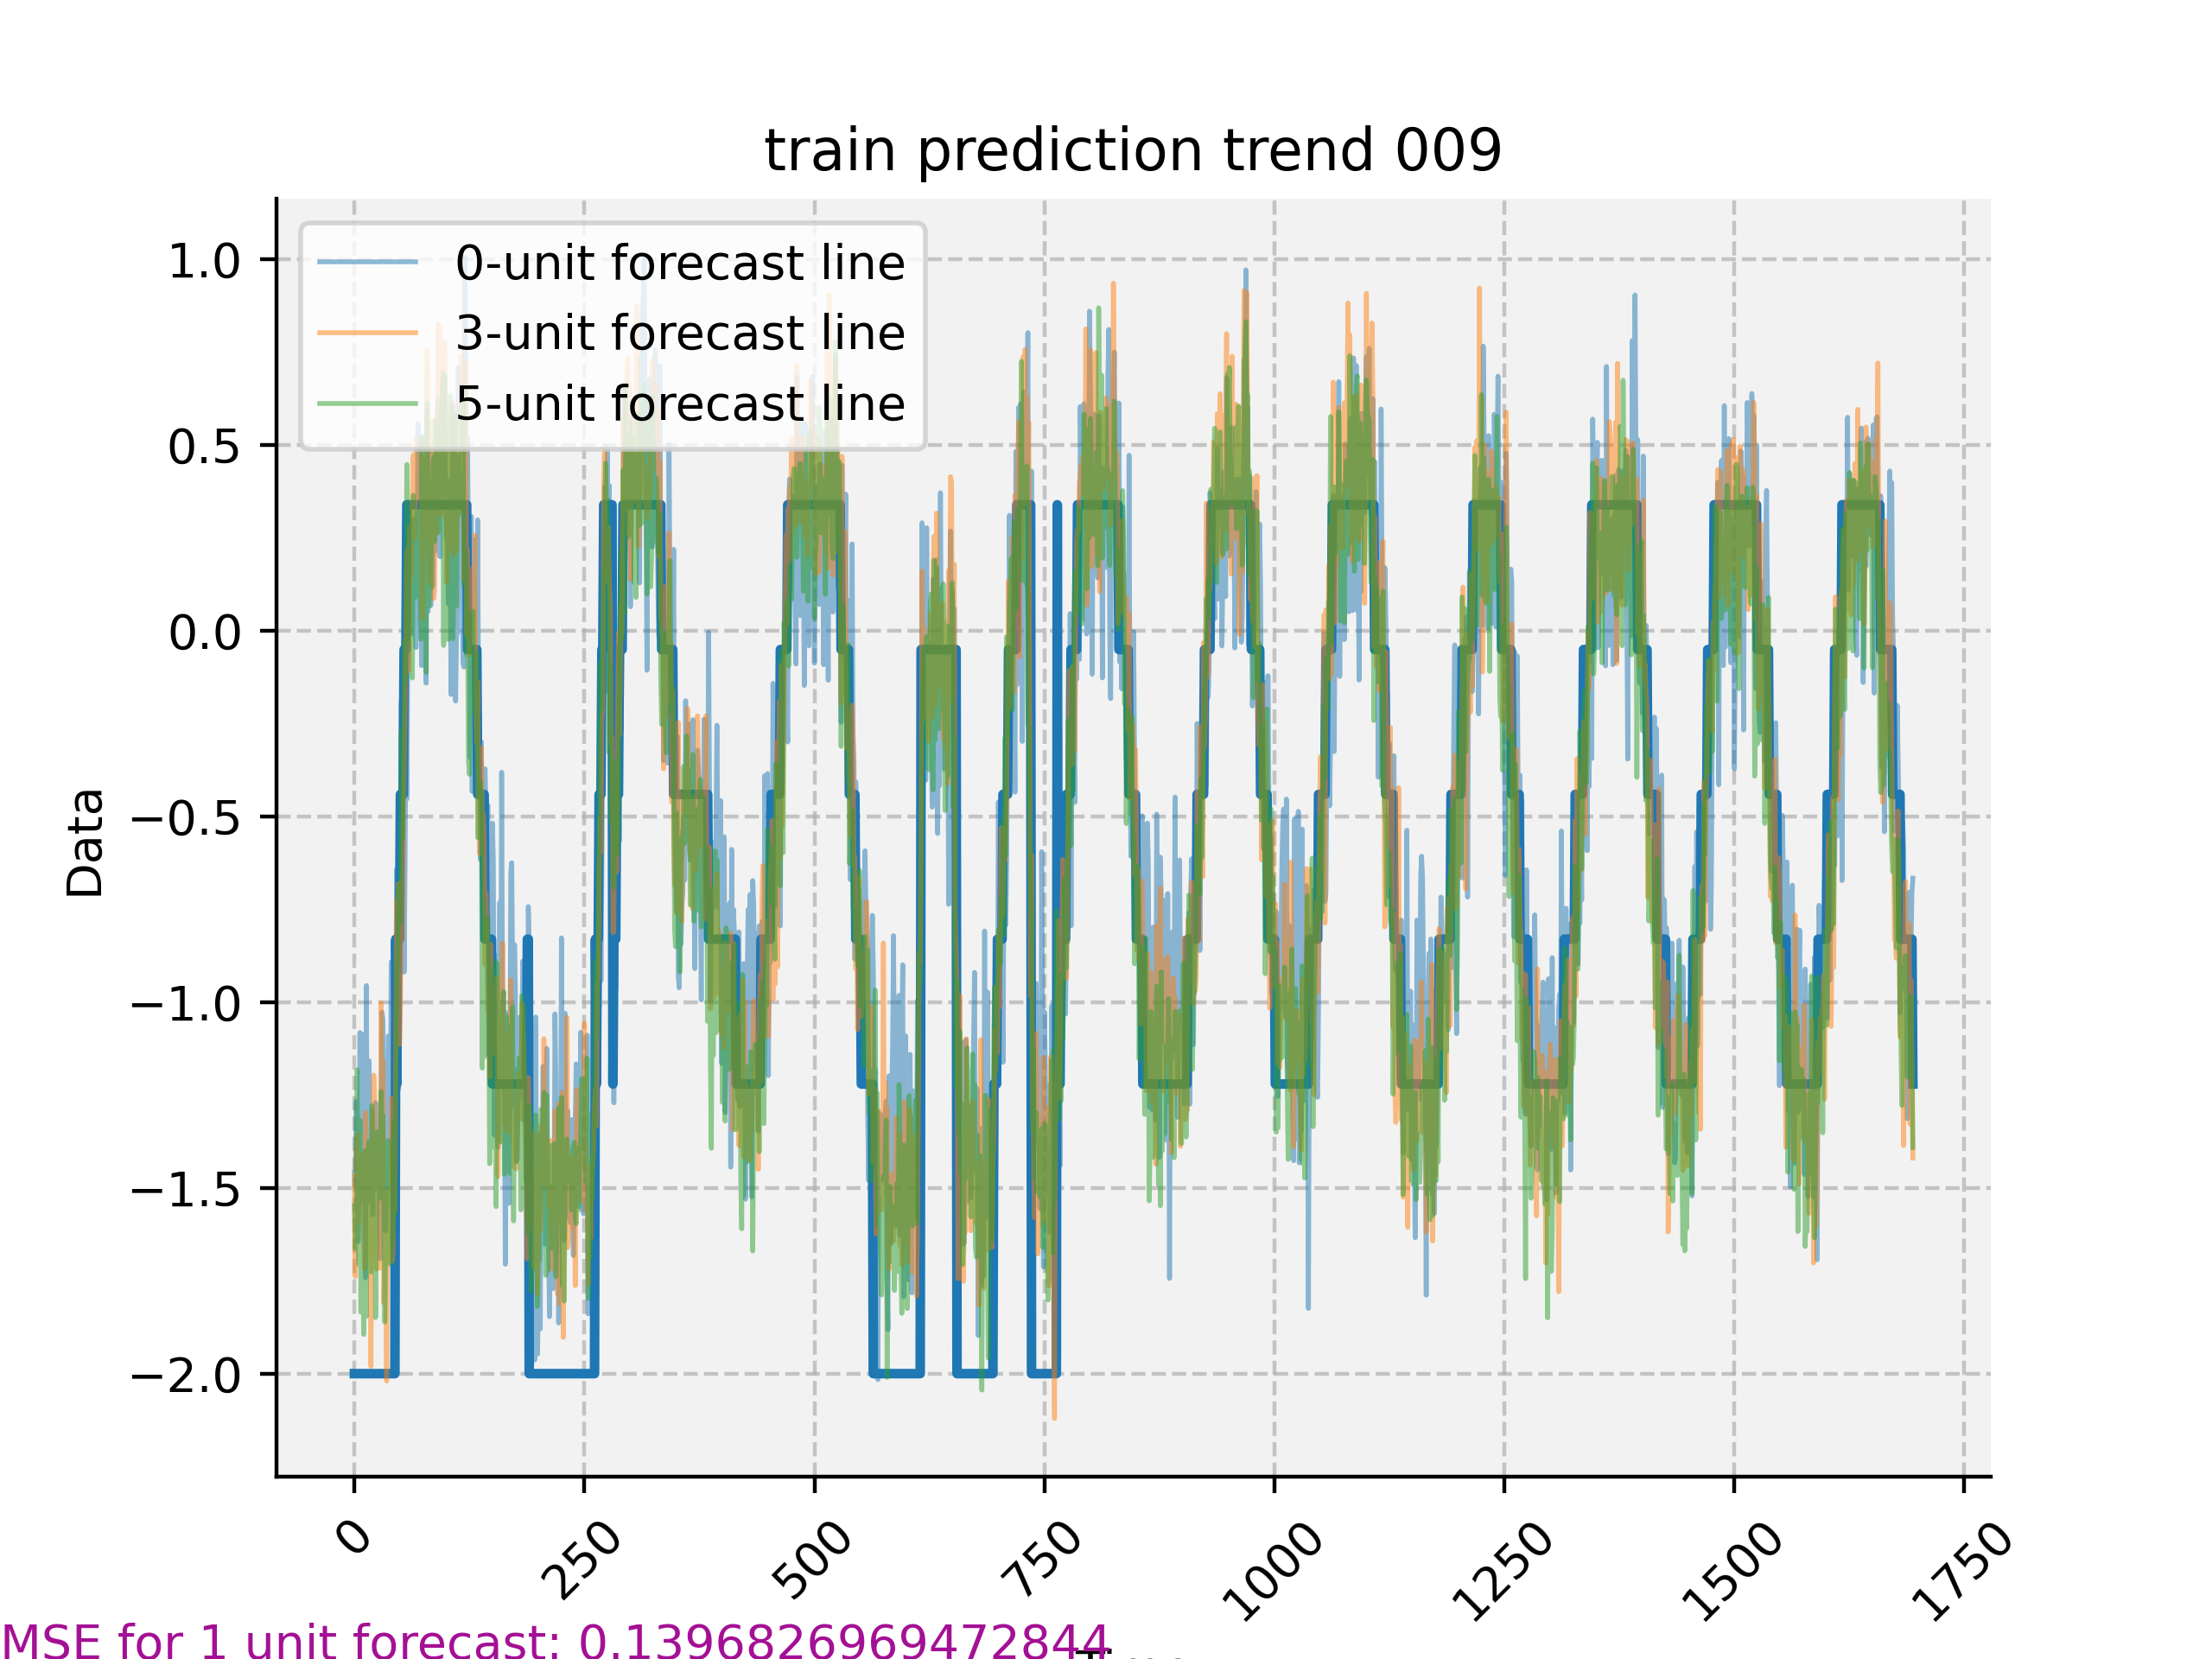 train prediction trend 009
0-unit forecast line
3-unit forecast line
5-unit forecast line
Data
1.0
0.5
0.0
−0.5
−1.0
−1.5
−2.0
0
250
500
750
1000
1250
1500
1750
MSE for 1 unit forecast: 0.1396826969472844